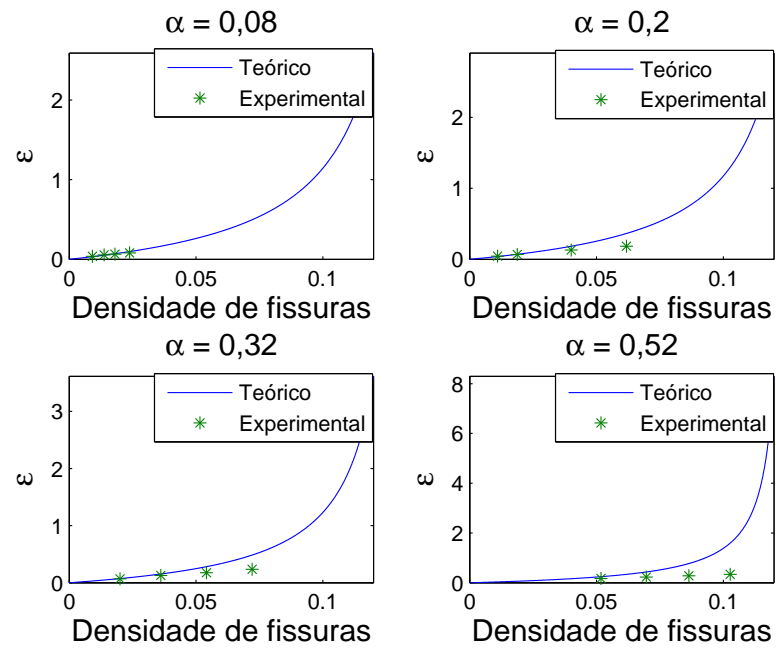 α = 0,08
Teórico
Experimental
2
1
0
ε
0
0.05
0.1
Densidade de fissuras
α = 0,2
Teórico
Experimental
2
1
0
ε
0
0.05
0.1
Densidade de fissuras
α = 0,32
Teórico
Experimental
3
2
1
0
ε
0
0.05
0.1
Densidade de fissuras
α = 0,52
Teórico
Experimental
8
6
4
2
0
ε
0
0.05
0.1
Densidade de fissuras